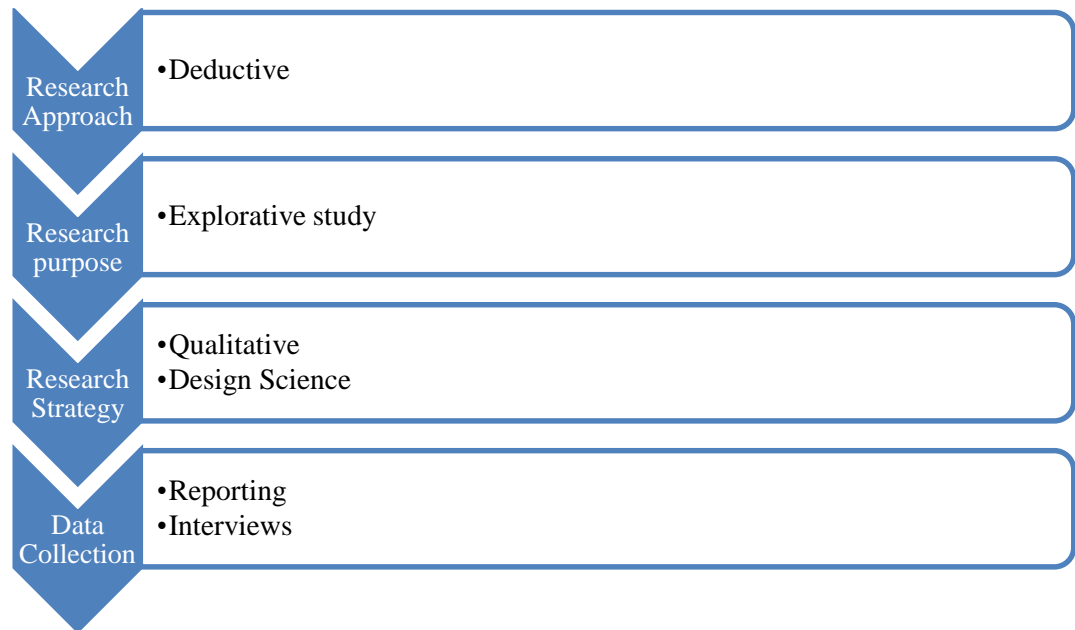 Research
Approach
•Deductive
Research
purpose
•Explorative study
Research
Strategy
•Qualitative
•Design Science
Data
Collection
•Reporting
•Interviews